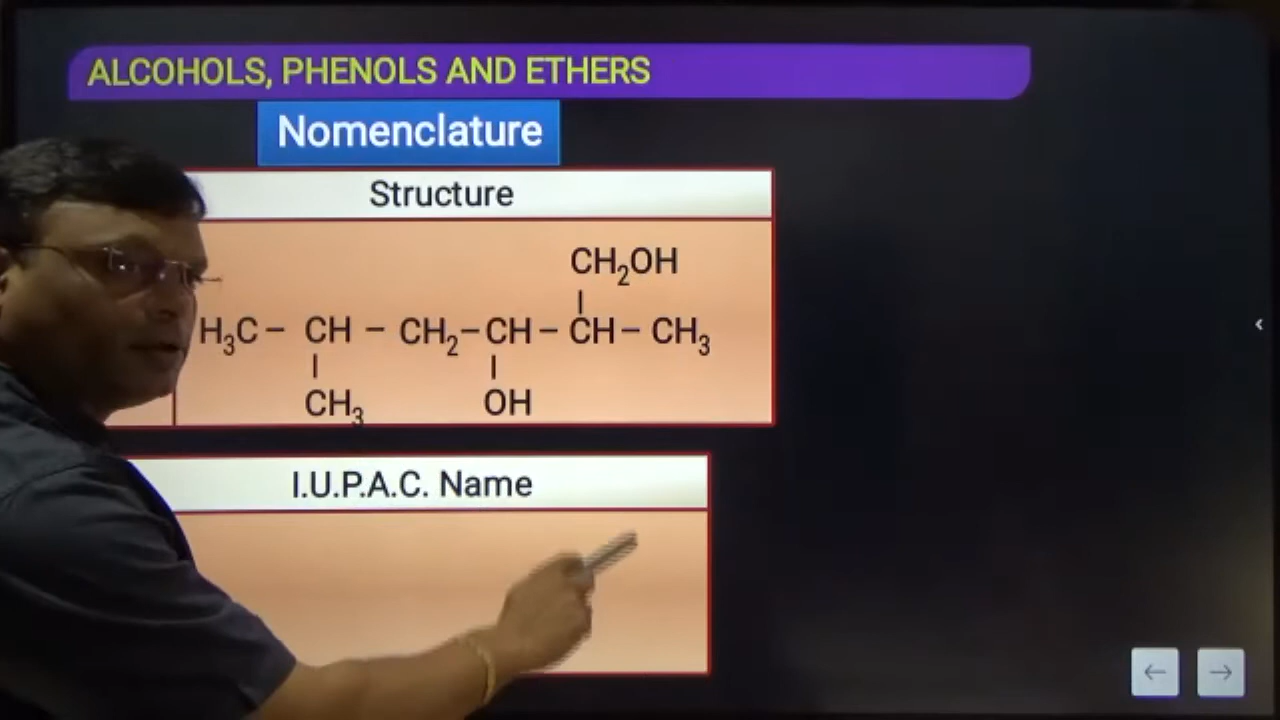 ALCOHOLS, PHENOLS AND ETHERS
Nomenclature
Structure
CH₂OH
H₃C – CH – CH₂ – CH – CH – CH₃
CH₃ OH
I.U.P.A.C. Name